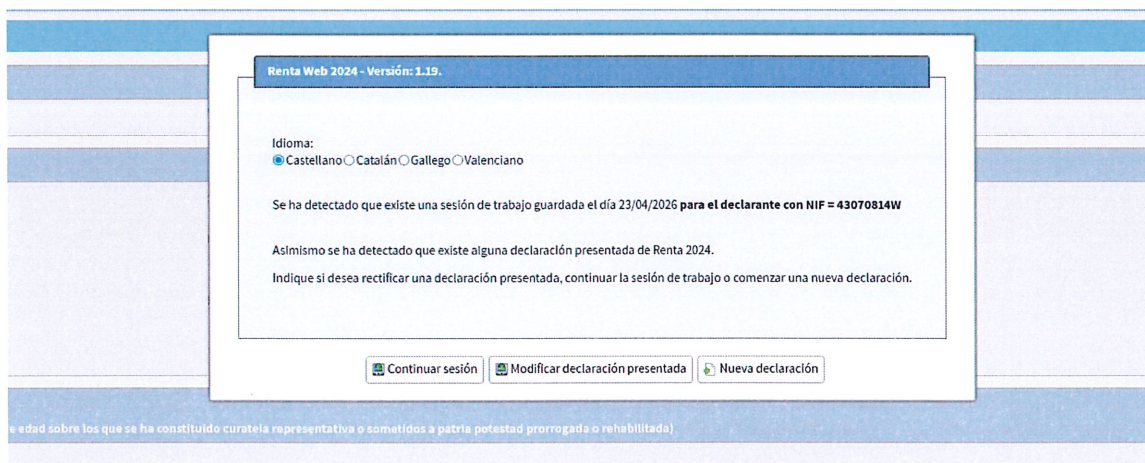 Renta Web 2024 - Versión: 1.19.
Idioma:
Castellano Catalán Gallego Valenciano
Se ha detectado que existe una sesión de trabajo guardada el día 23/04/2026 para el declarante con NIF = 43070814W
Asimismo se ha detectado que existe alguna declaración presentada de Renta 2024.
Indique si desea rectificar una declaración presentada, continuar la sesión de trabajo o comenzar una nueva declaración.
Continuar sesión Modificar declaración presentada Nueva declaración
e edad sobre los que se ha constituido curatela representativa o sometidos a patria potestad prorrogada o rehabilitada)